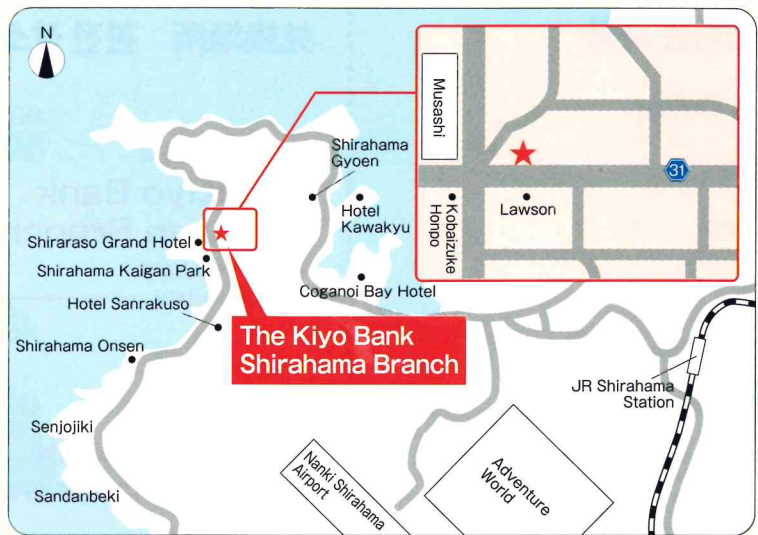 N
Musashi
31
Kobaizuke
Honpo
Lawson
Shirahama
Gyoen
Hotel
Kawakyu
Shiraraso Grand Hotel
Shirahama Kaigan Park
Coganoi Bay Hotel
Hotel Sanrakuso
The Kiyo Bank
Shirahama Branch
Shirahama Onsen
JR Shirahama
Station
Senjojiki
Sandanbeki
Nanki Shirahama
Airport
Adventure
World